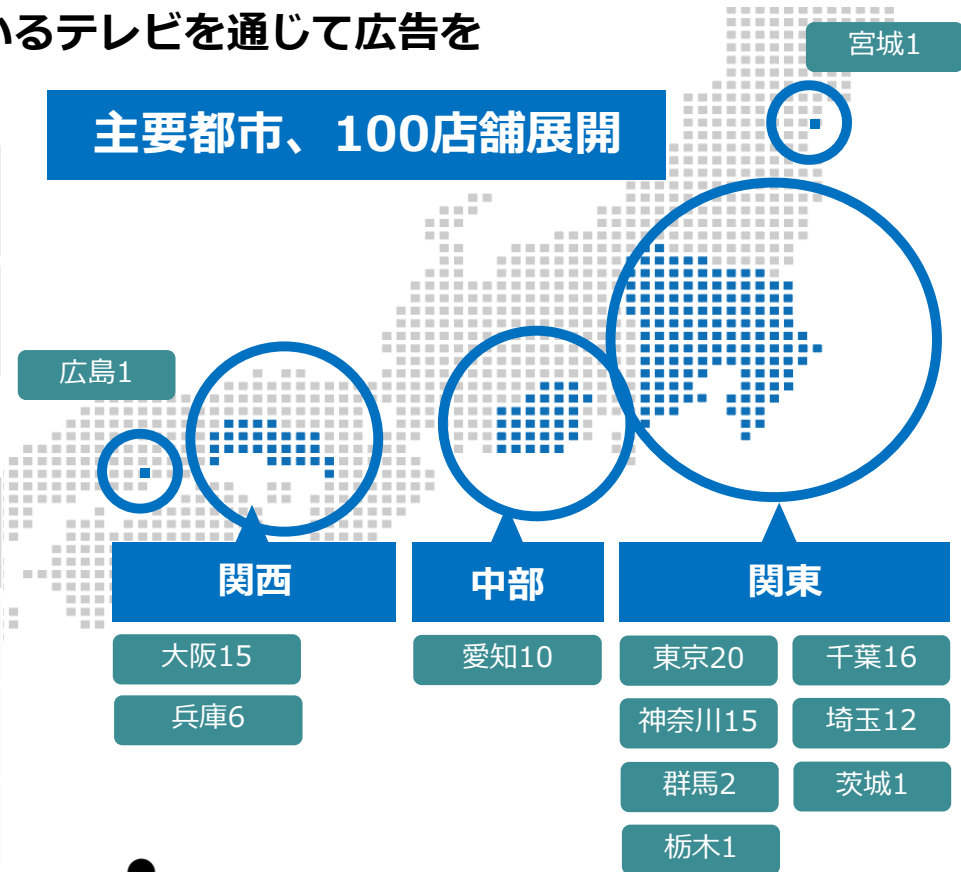 いるテレビを通じて広告を
主要都市、100店舗展開
宮城1
広島1
関西
大阪15
兵庫6
中部
愛知10
関東
東京20
千葉16
神奈川15
埼玉12
群馬2
茨城1
栃木1